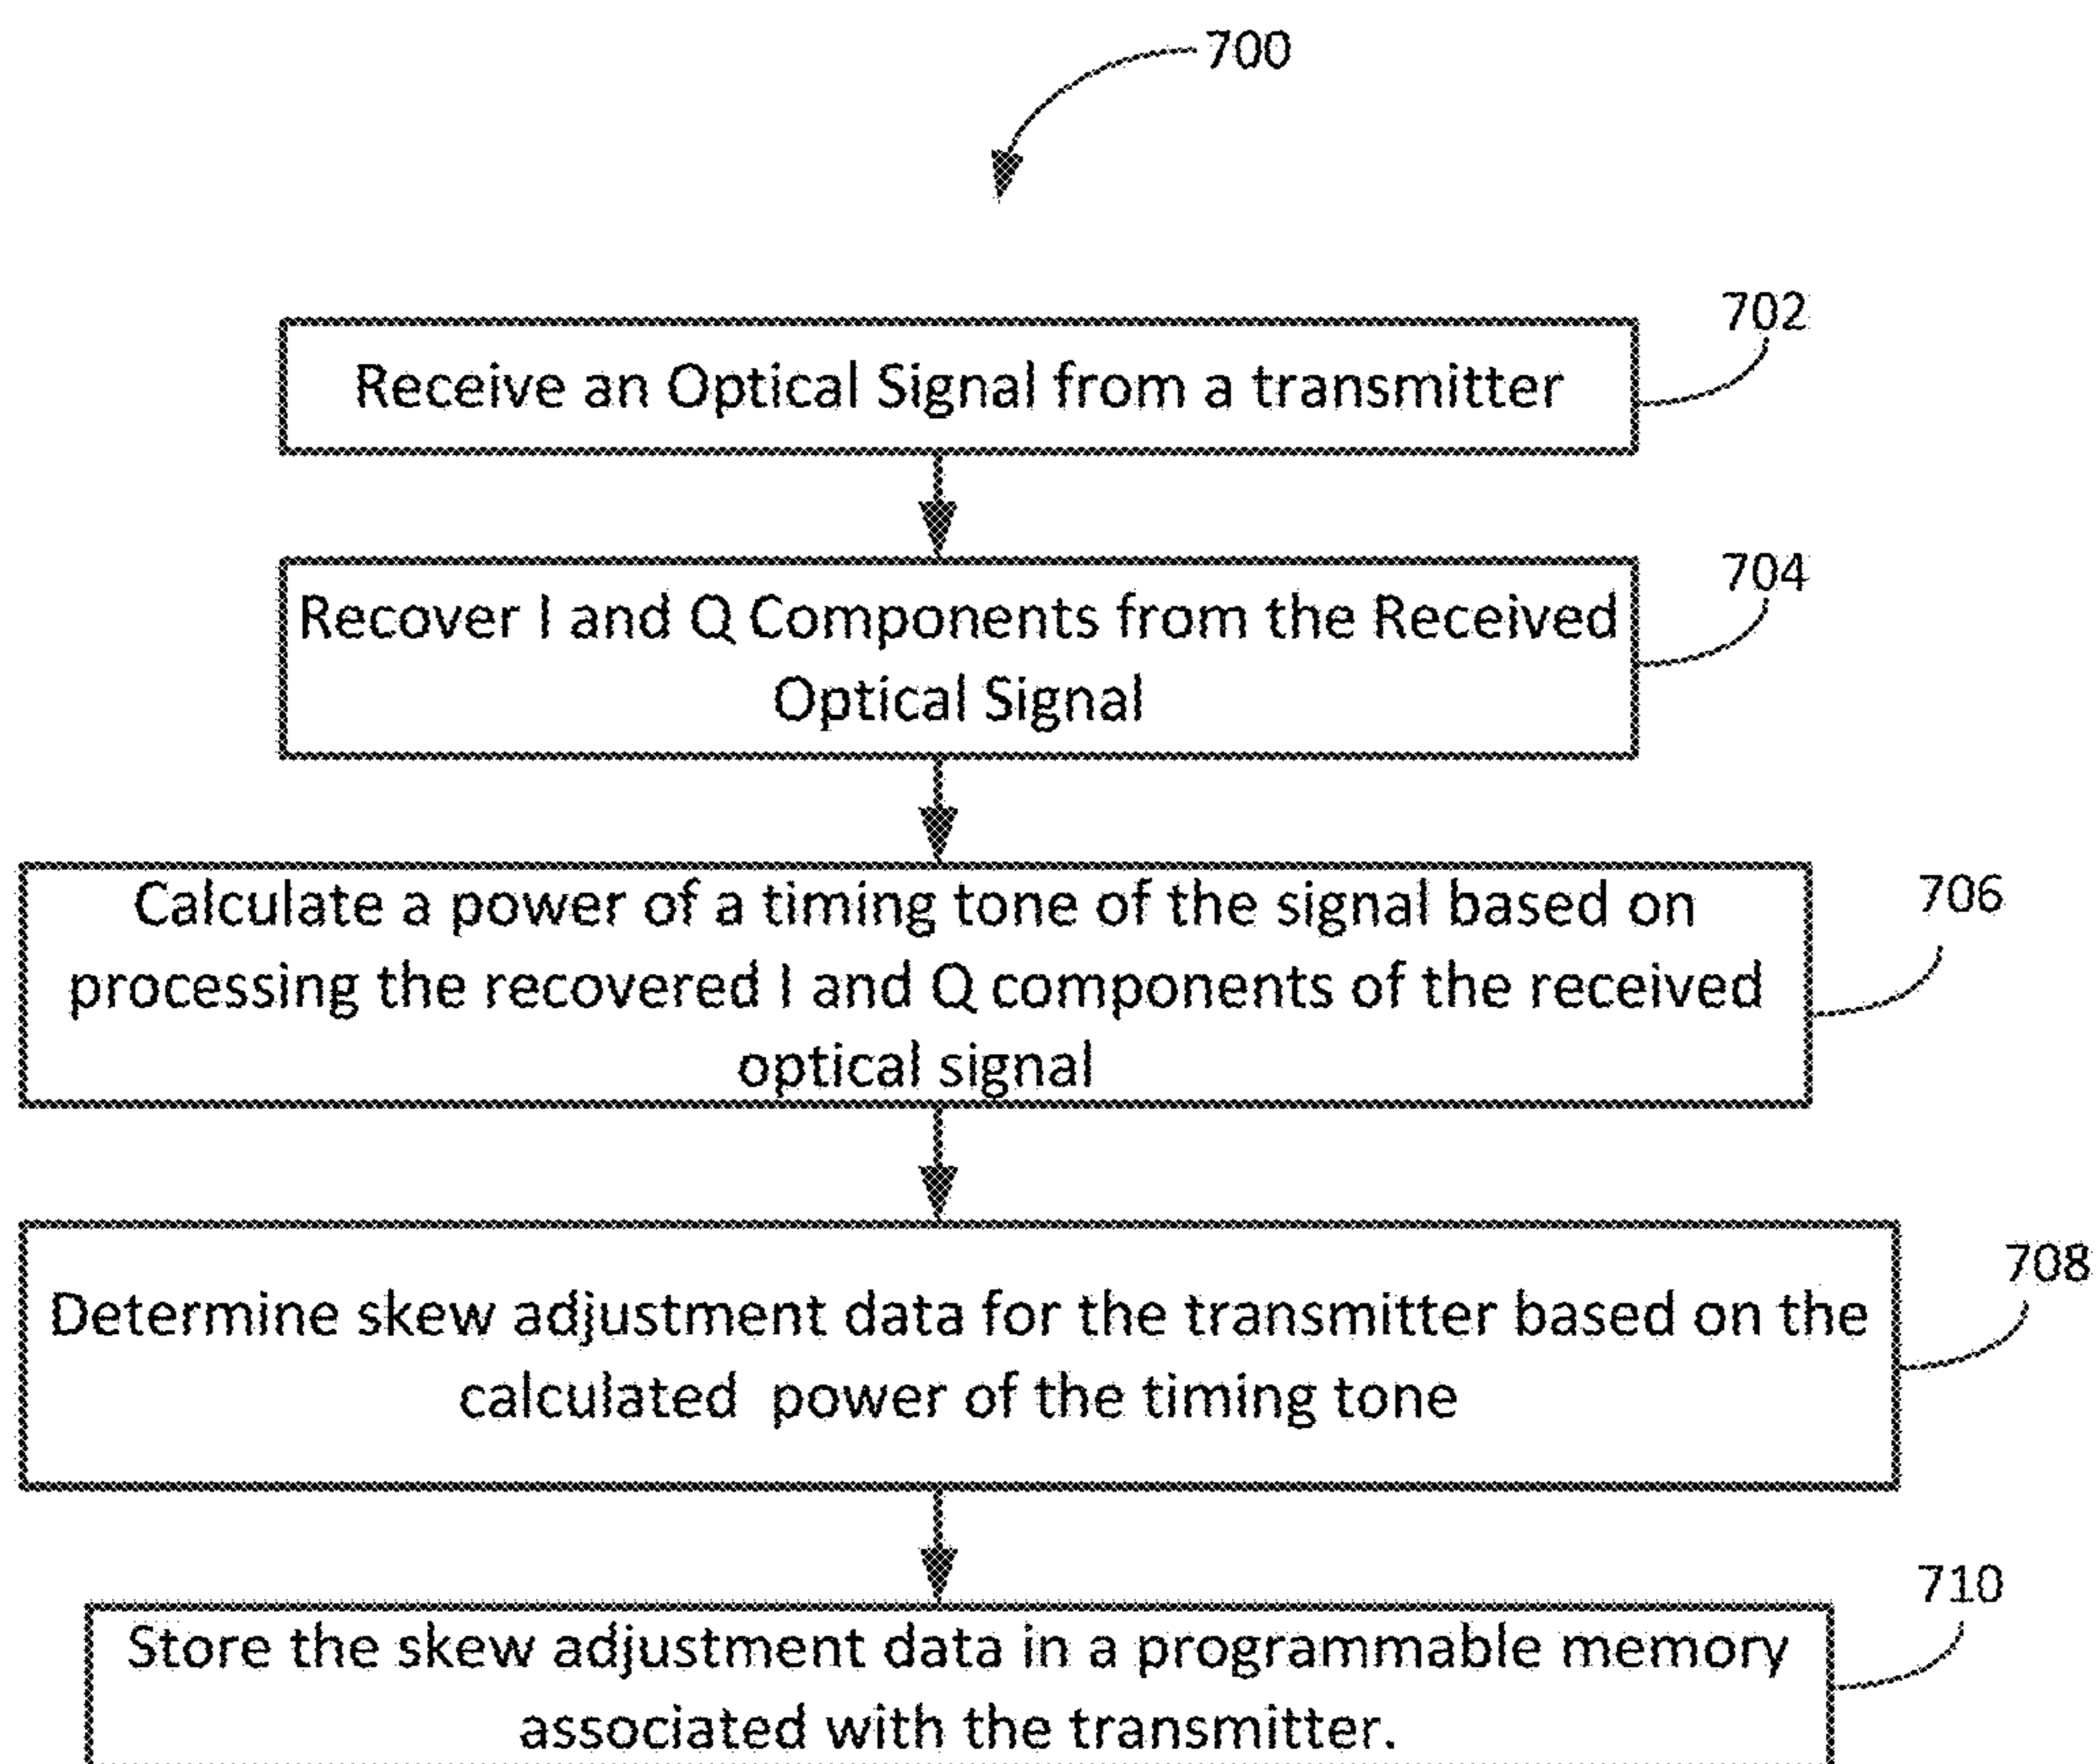 700
702
Receive an Optical Signal from a transmitter
704
Recover I and Q Components from the Received
Optical Signal
706
Calculate a power of a timing tone of the signal based on
processing the recovered I and Q components of the received
optical signal
708
Determine skew adjustment data for the transmitter based on the
calculated power of the timing tone
710
Store the skew adjustment data in a programmable memory
associated with the transmitter.